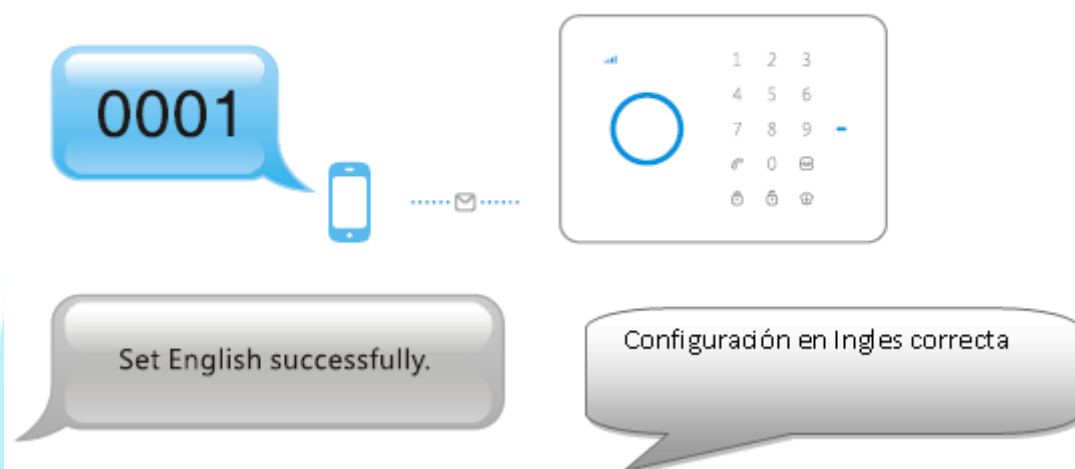 0001
1 2 3
4 5 6
7 8 9
0
Set English successfully.
Configuración en Ingles correcta